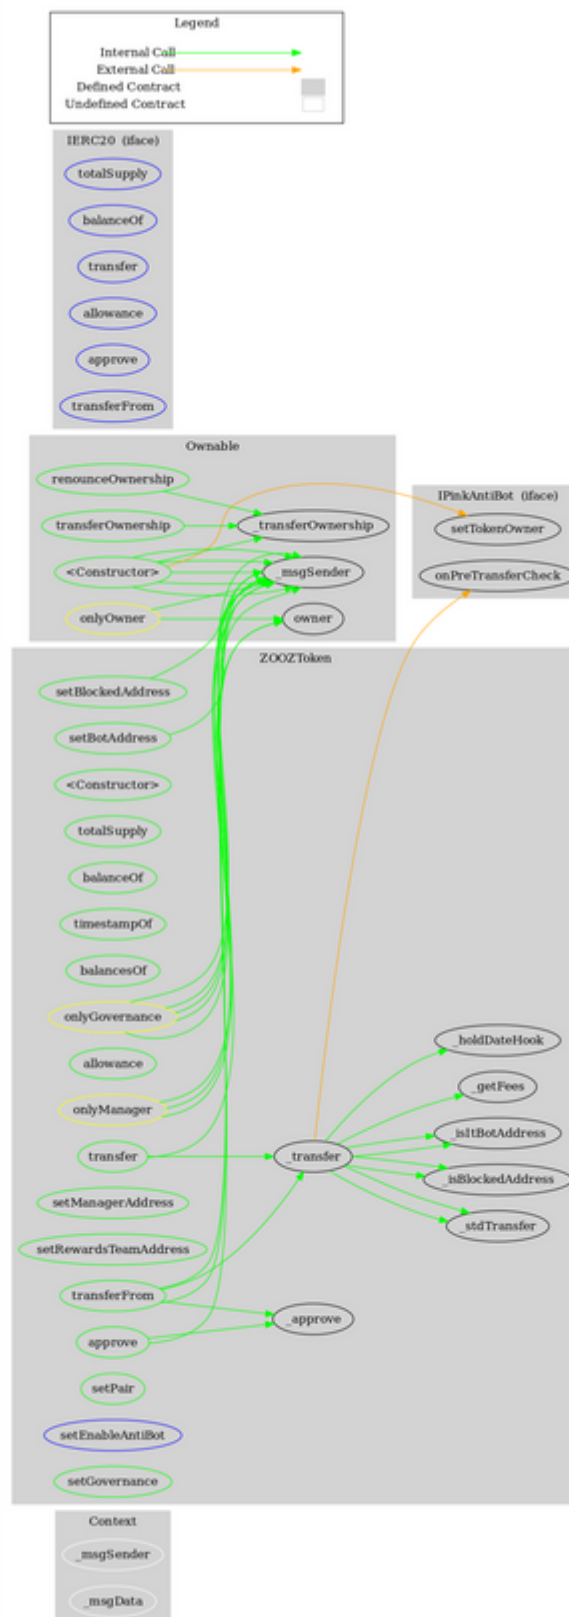 Legend
Internal Call
External Call
Defined Contract
Undefined Contract
IERC20 (iface)
totalSupply
balanceOf
transfer
allowance
approve
transferFrom
Ownable
renounceOwnership
transferOwnership
<Constructor>
onlyOwner
_transferOwnership
_msgSender
owner
IPinkAntiBot (iface)
setTokenOwner
onPreTransferCheck
ZOOZToken
setBlockedAddress
setBotAddress
<Constructor>
totalSupply
balanceOf
timestampOf
balancesOf
onlyGovernance
allowance
onlyManager
transfer
setManagerAddress
setRewardsTeamAddress
transferFrom
approve
setPair
setEnableAntiBot
setGovernance
_transfer
_approve
_holdDateHook
_getFees
_isItBotAddress
_isBlockedAddress
_stdTransfer
Context
_msgSender
_msgData